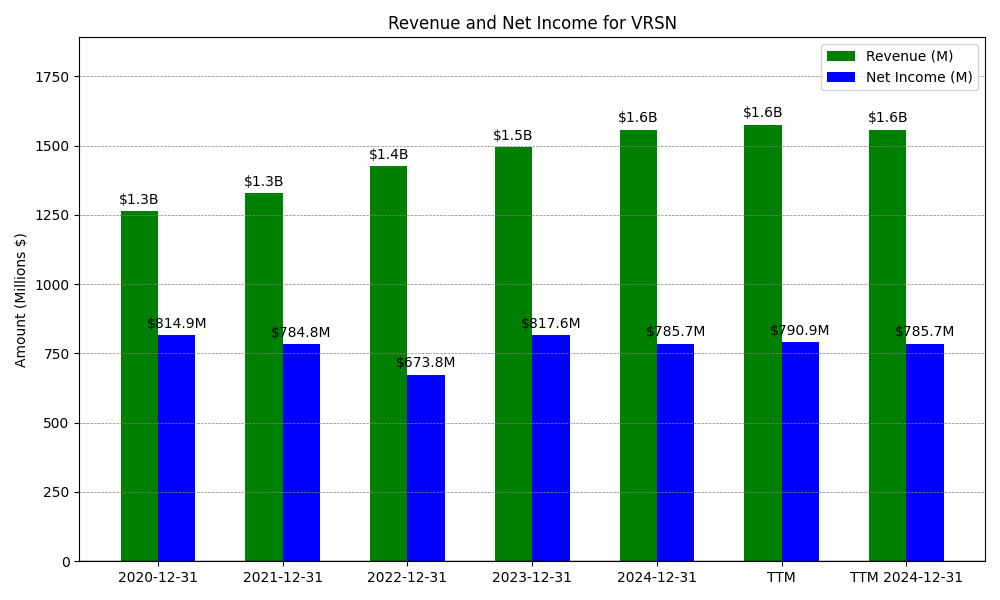 Revenue and Net Income for VRSN
Revenue (M)
Net Income (M)
Amount (Millions $)
1750
1500
1250
1000
750
500
250
0
$1.3B
$814.9M
$1.3B
$784.8M
$1.4B
$673.8M
$1.5B
$817.6M
$1.6B
$785.7M
$1.6B
$790.9M
$1.6B
$785.7M
2020-12-31
2021-12-31
2022-12-31
2023-12-31
2024-12-31
TTM
TTM 2024-12-31